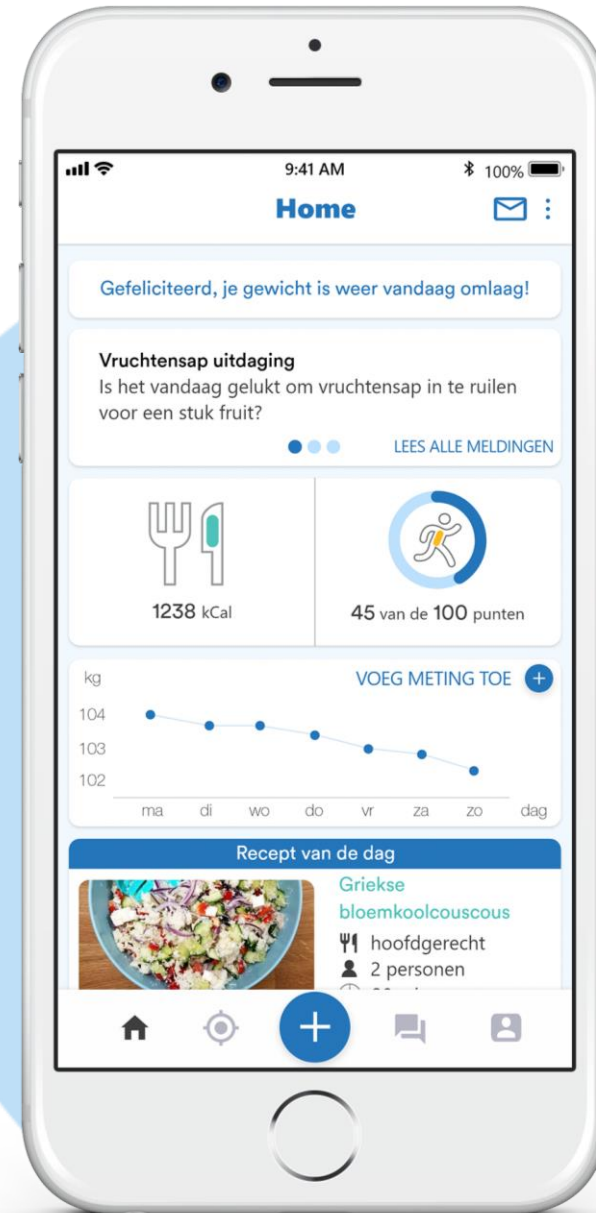 9:41 AM
100%
Home
Gefeliciteerd, je gewicht is weer vandaag omlaag!
Vruchtensap uitdaging
Is het vandaag gelukt om vruchtensap in te ruilen
voor een stuk fruit?
LEES ALLE MELDINGEN
1238 kCal
45 van de 100 punten
kg
VOEG METING TOE
104
103
102
ma di wo do vr za zo dag
Recept van de dag
Griekse
bloemkoolcouscous
hoofdgerecht
2 personen